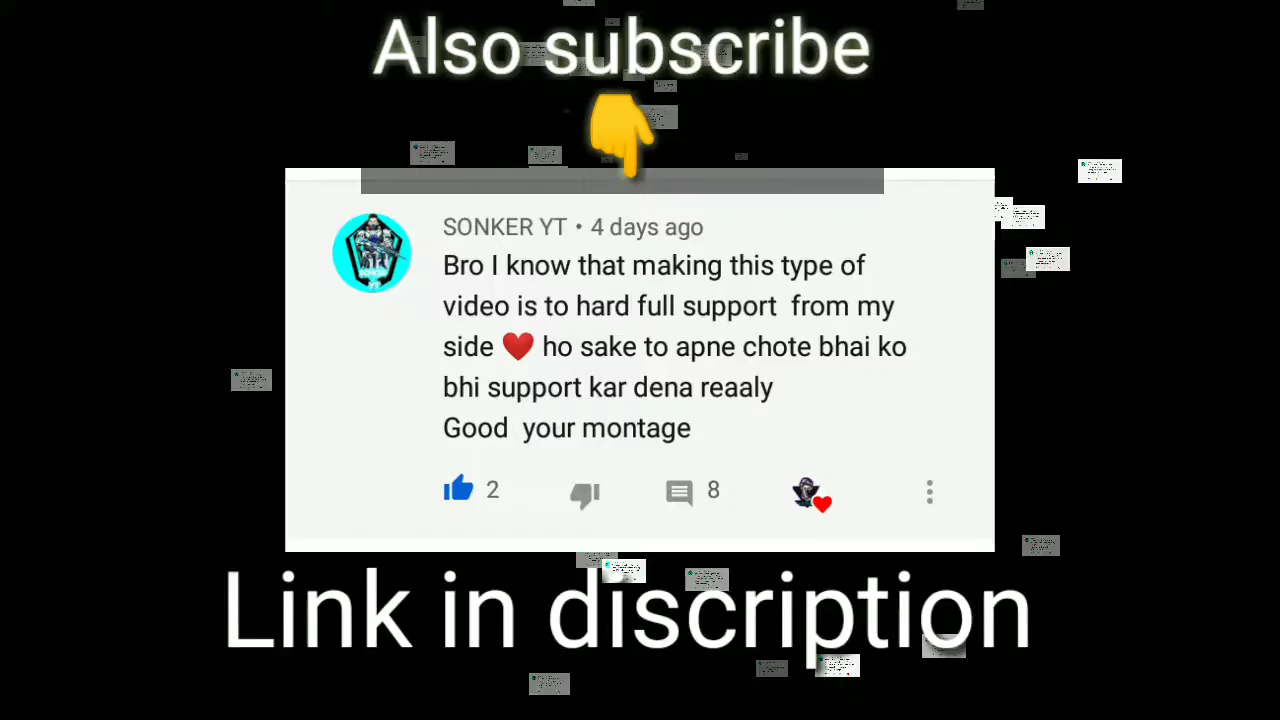 Also subscribe
SONKER YT • 4 days ago
Bro I know that making this type of
video is to hard full support from my
side ❤️ ho sake to apne chote bhai ko
bhi support kar dena reaaly
Good your montage
2 8
Link in discription